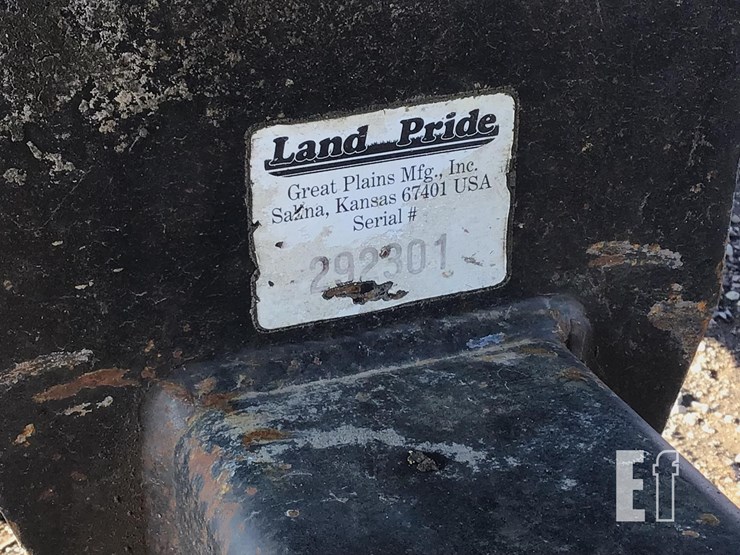 Land Pride
Great Plains Mfg., Inc.
Salina, Kansas 67401 USA
Serial #
292301
Ef